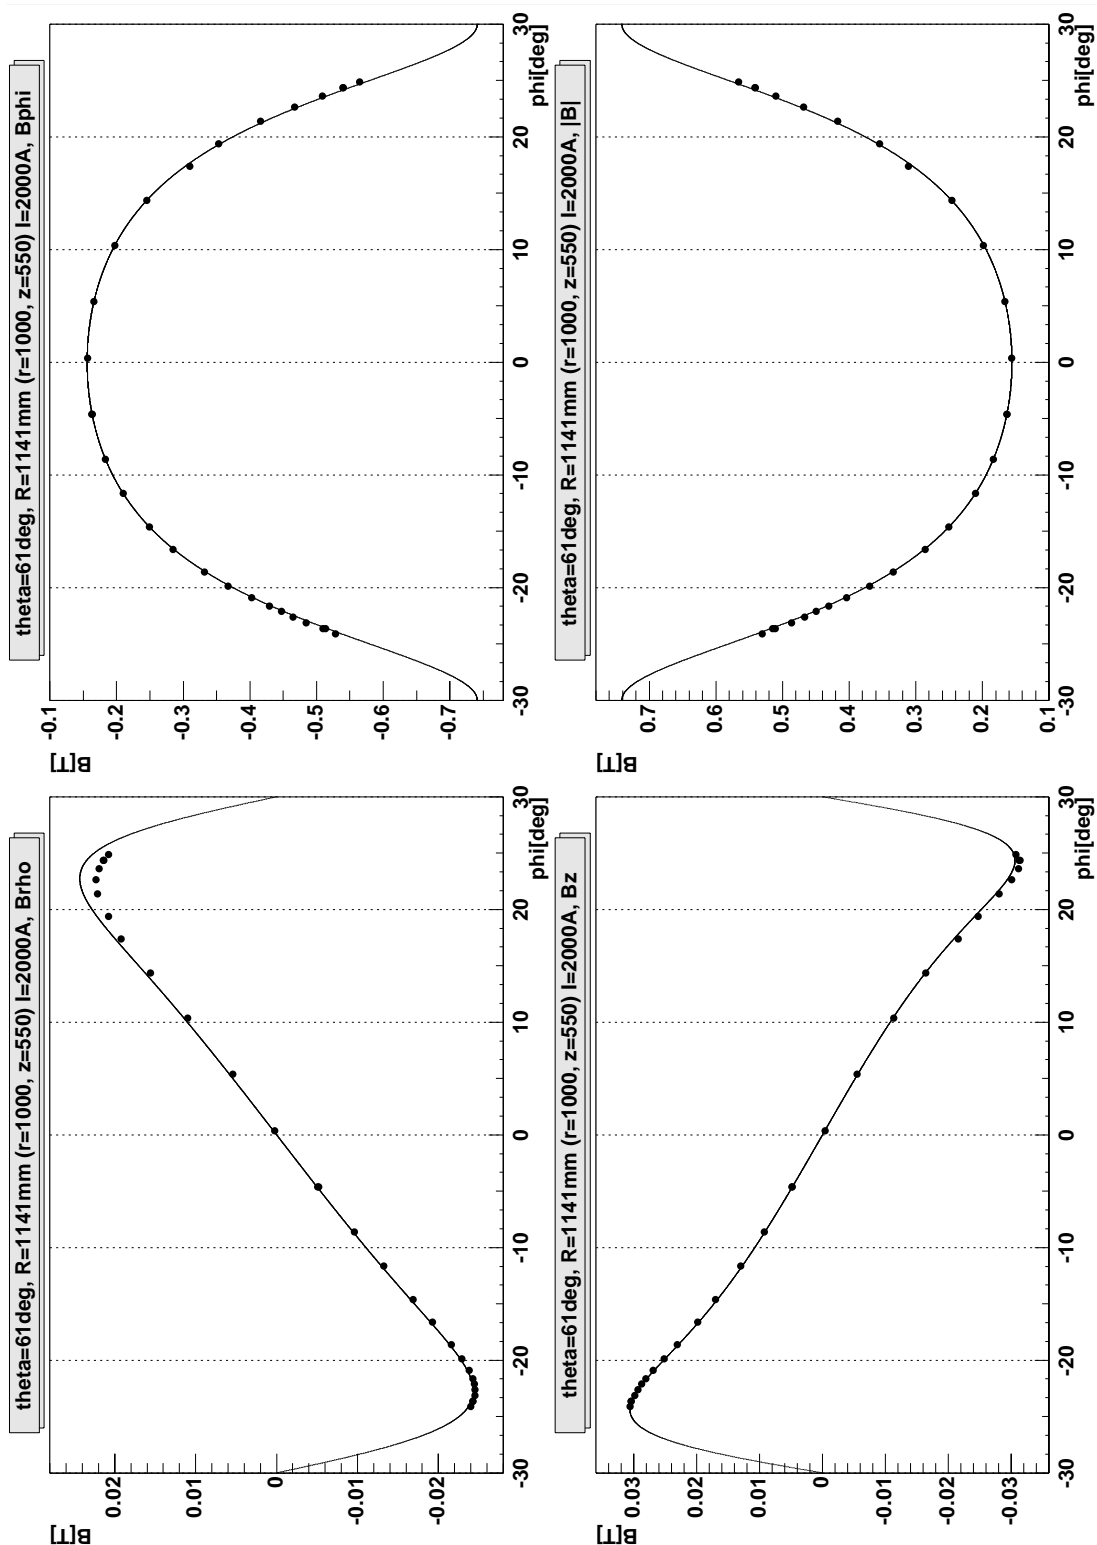 theta=61deg, R=1141mm (r=1000, z=550) I=2000A, Brho
B[T]
0.02
0.01
0
-0.01
-0.02
-30 -20 -10 0 10 20 30
phi[deg]
theta=61deg, R=1141mm (r=1000, z=550) I=2000A, Bphi
B[T]
-0.1
-0.2
-0.3
-0.4
-0.5
-0.6
-0.7
-30 -20 -10 0 10 20 30
phi[deg]
theta=61deg, R=1141mm (r=1000, z=550) I=2000A, Bz
B[T]
0.03
0.02
0.01
0
-0.01
-0.02
-0.03
-30 -20 -10 0 10 20 30
phi[deg]
theta=61deg, R=1141mm (r=1000, z=550) I=2000A, |B|
B[T]
0.7
0.6
0.5
0.4
0.3
0.2
0.1
-30 -20 -10 0 10 20 30
phi[deg]